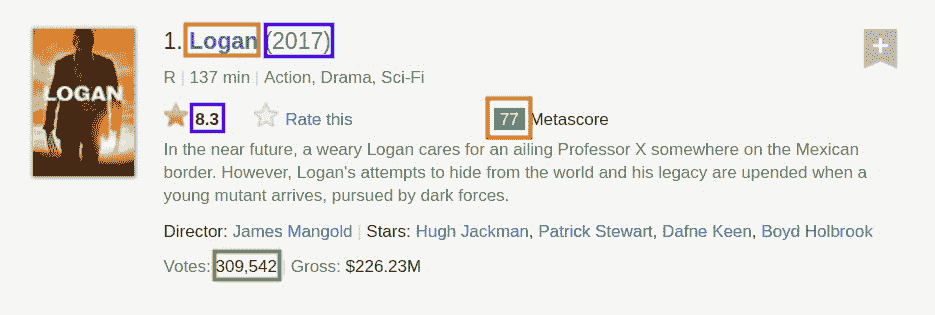 LOGAN
1. Logan (2017)
R | 137 min | Action, Drama, Sci-Fi
8.3 Rate this 77 Metascore
In the near future, a weary Logan cares for an ailing Professor X somewhere on the Mexican
border. However, Logan's attempts to hide from the world and his legacy are upended when a
young mutant arrives, pursued by dark forces.
Director: James Mangold | Stars: Hugh Jackman, Patrick Stewart, Dafne Keen, Boyd Holbrook
Votes: 309,542 | Gross: $226.23M